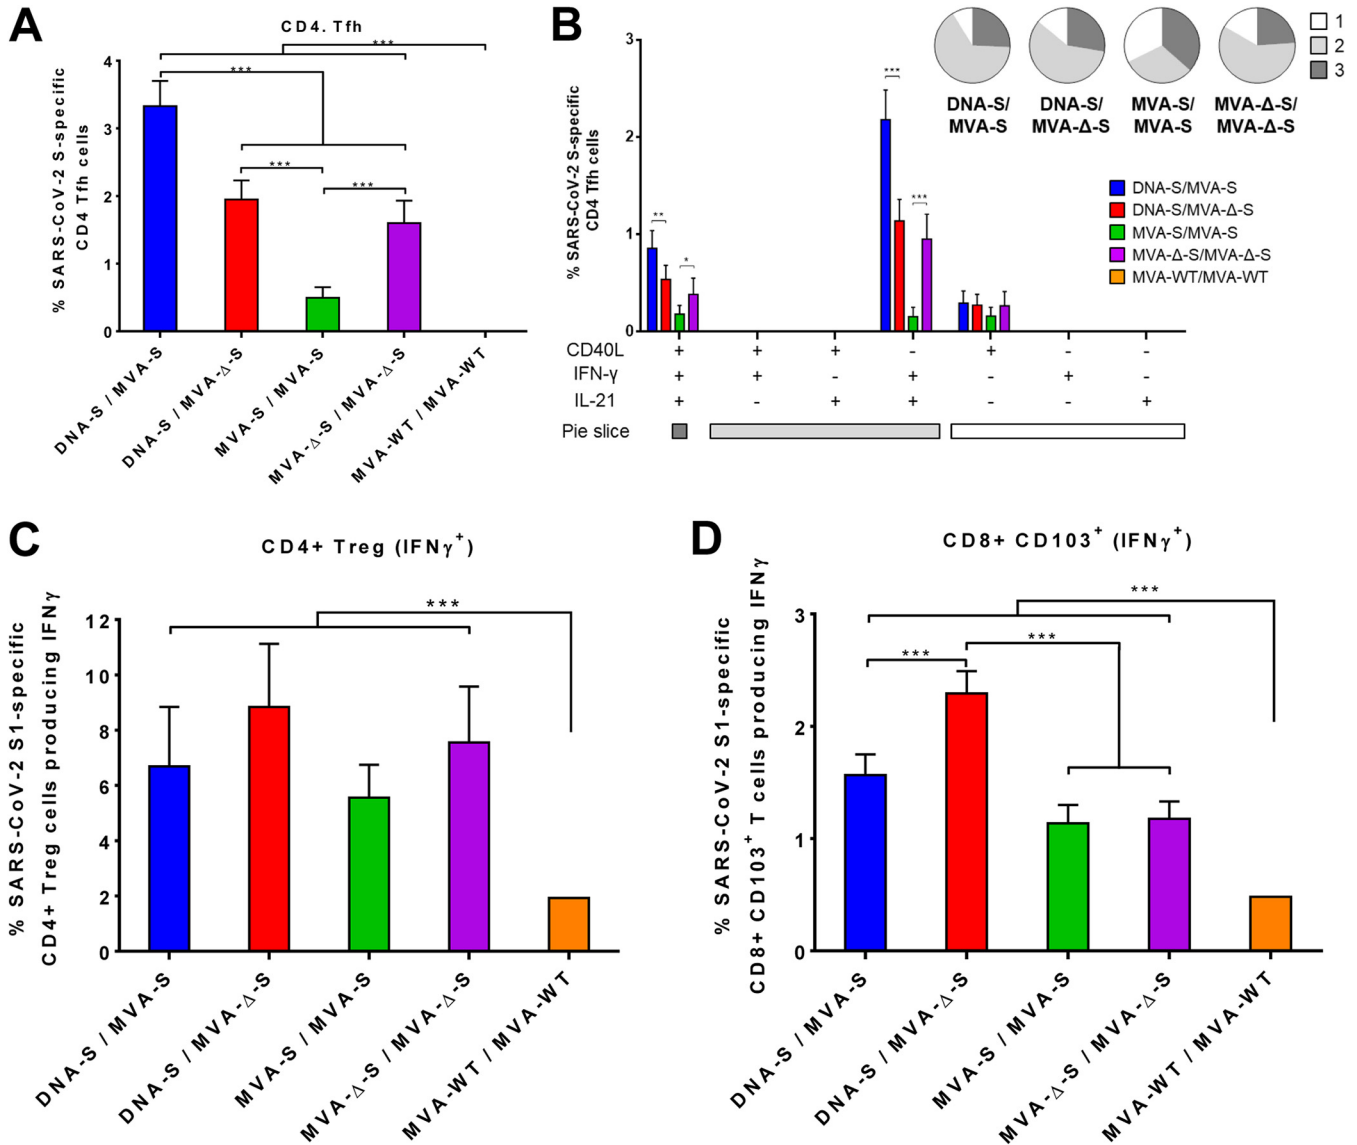 A
CD4. Tfh
% SARS-CoV-2 S-specific
CD4 Tfh cells
4
3
2
1
0
***
***
***
***
DNA-S / MVA-S
DNA-S / MVA-Δ-S
MVA-S / MVA-S
MVA-Δ-S / MVA-Δ-S
MVA-WT / MVA-WT
B
% SARS-CoV-2 S-specific
CD4 Tfh cells
3
2
1
0
**
*
***
***
DNA-S/
MVA-S
DNA-S/
MVA-Δ-S
MVA-S/
MVA-S
MVA-Δ-S/
MVA-Δ-S
1
2
3
DNA-S/MVA-S
DNA-S/MVA-Δ-S
MVA-S/MVA-S
MVA-Δ-S/MVA-Δ-S
MVA-WT/MVA-WT
CD40L + + + - + - -
IFN-γ + + - + - + -
IL-21 + - + + - - +
Pie slice
C
CD4+ Treg (IFNγ+)
% SARS-CoV-2 S1-specific
CD4+ Treg cells producing IFNγ
12
10
8
6
4
2
0
***
DNA-S / MVA-S
DNA-S / MVA-Δ-S
MVA-S / MVA-S
MVA-Δ-S / MVA-Δ-S
MVA-WT / MVA-WT
D
CD8+ CD103+ (IFNγ+)
% SARS-CoV-2 S1-specific
CD8+ CD103+ T cells producing IFNγ
3
2
1
0
***
***
***
DNA-S / MVA-S
DNA-S / MVA-Δ-S
MVA-S / MVA-S
MVA-Δ-S / MVA-Δ-S
MVA-WT / MVA-WT